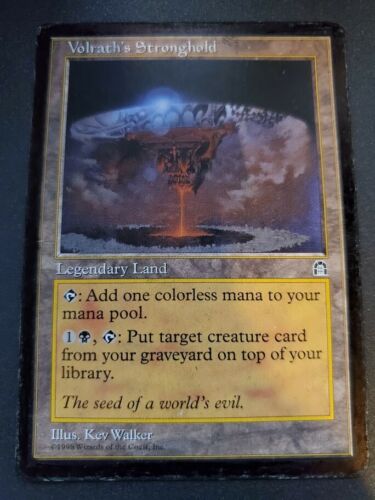 Volrath's Stronghold
Legendary Land
: Add one colorless mana to your
mana pool.
1, : Put target creature card
from your graveyard on top of your
library.
The seed of a world's evil.
Illus. Kev Walker
©1998 Wizards of the Coast, Inc.